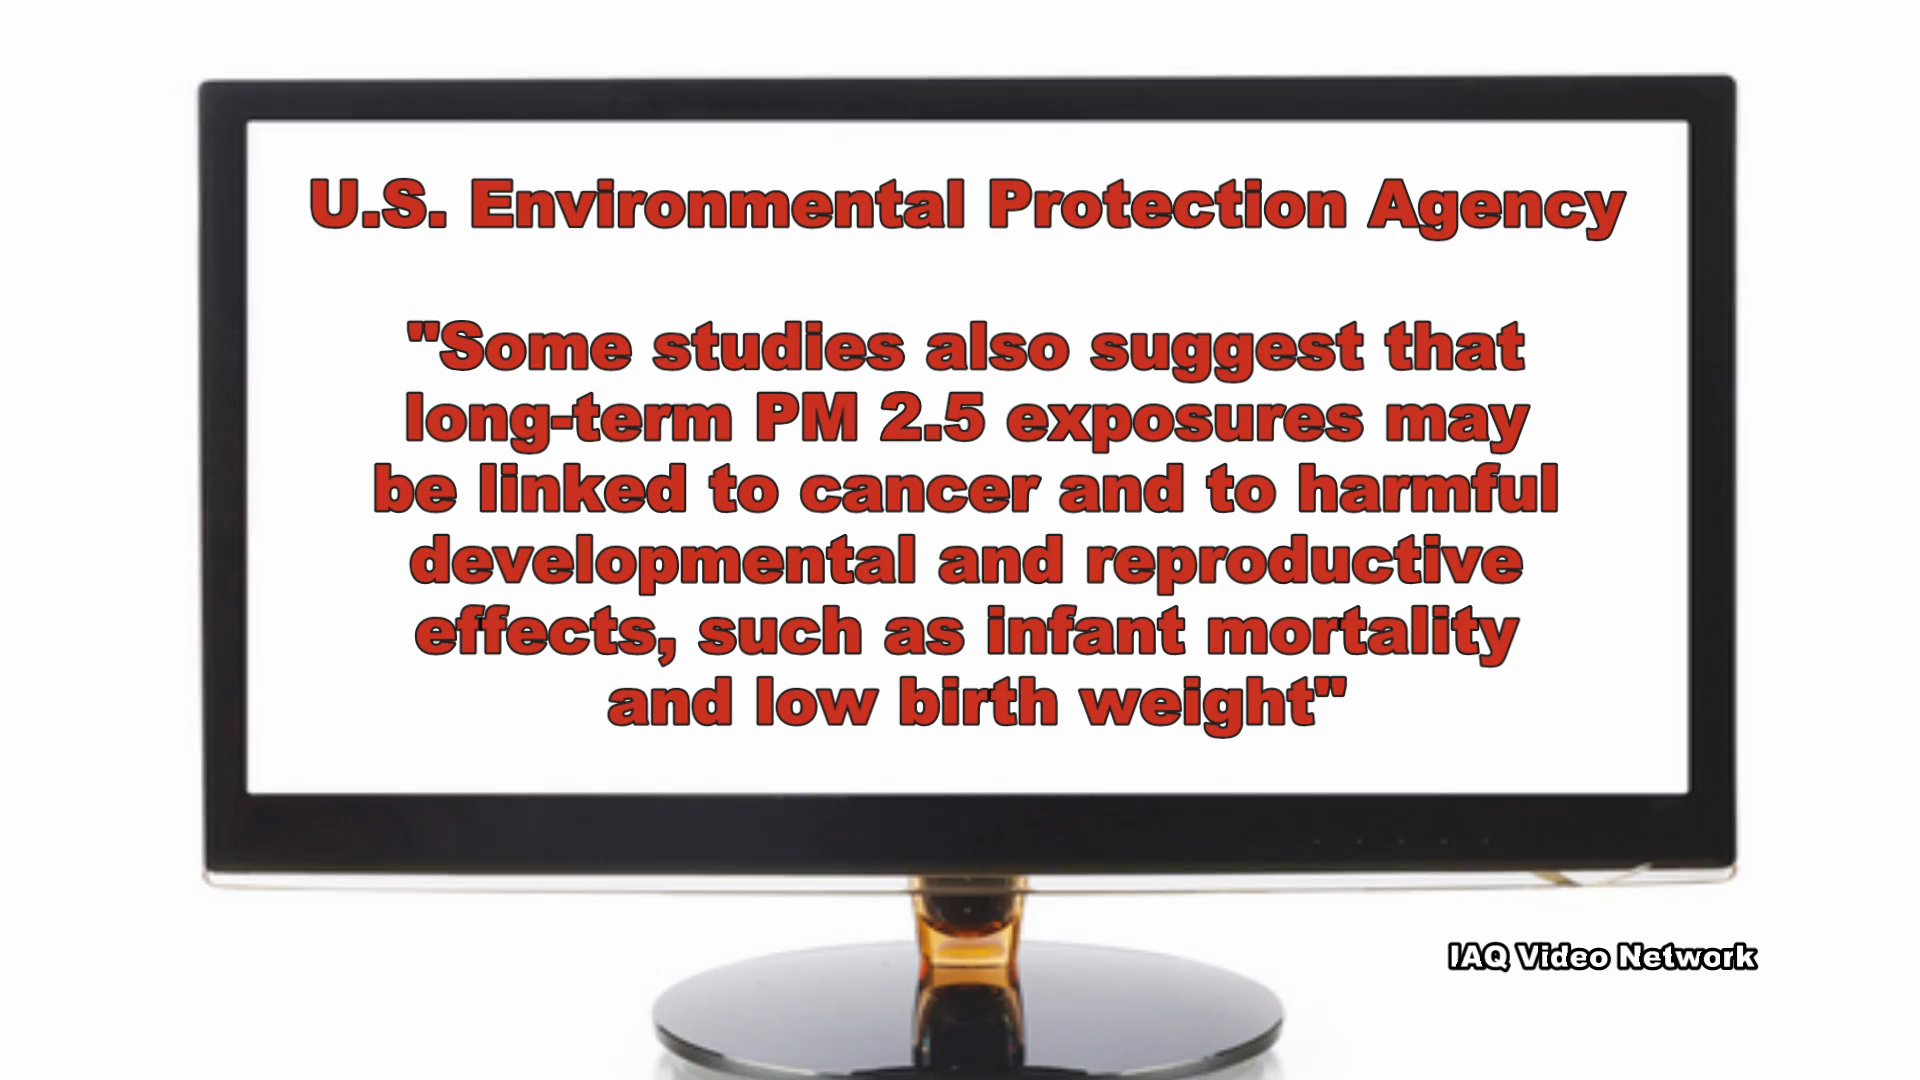 U.S. Environmental Protection Agency
"Some studies also suggest that
long-term PM 2.5 exposures may
be linked to cancer and to harmful
developmental and reproductive
effects, such as infant mortality
and low birth weight"
IAQ Video Network